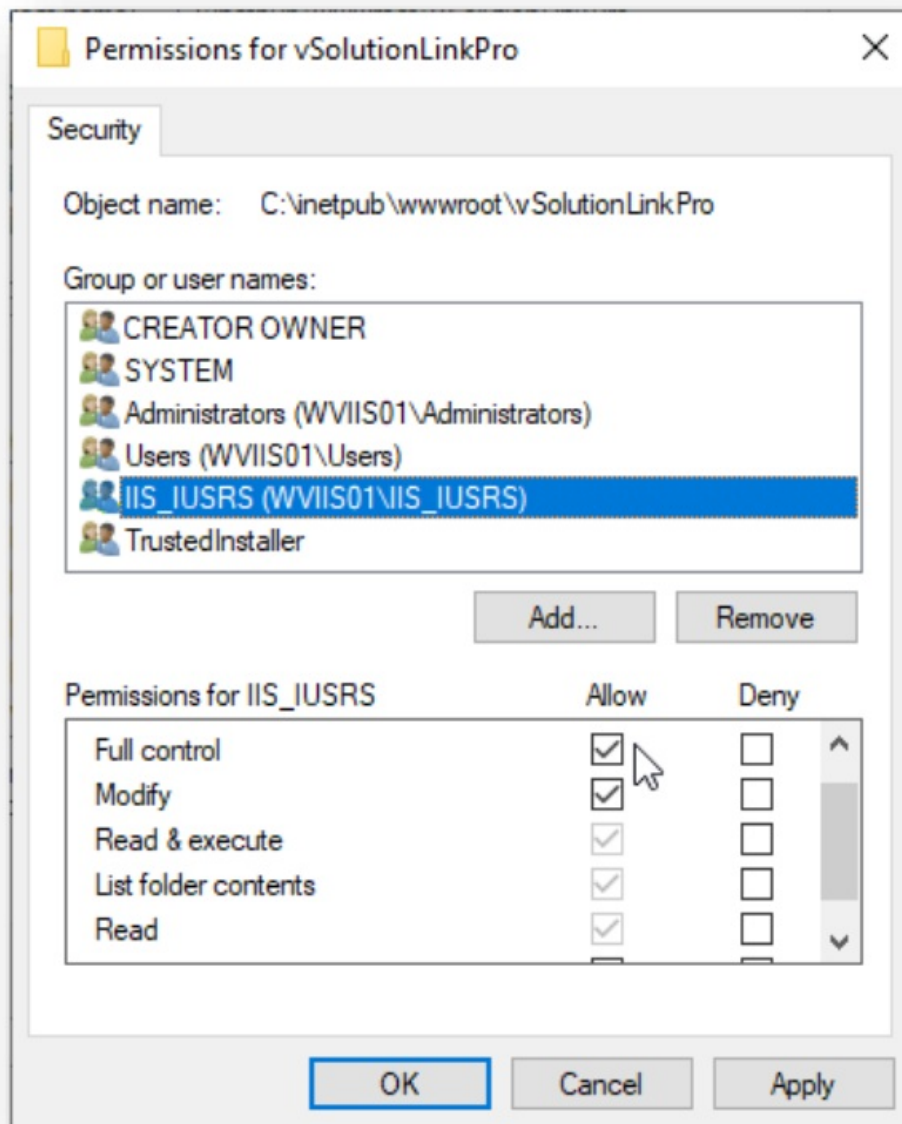 Permissions for vSolutionLinkPro
Security
Object name: C:\inetpub\wwwroot\vSolutionLinkPro
Group or user names:
CREATOR OWNER
SYSTEM
Administrators (WVIIS01\Administrators)
Users (WVIIS01\Users)
IIS_IUSRS (WVIIS01\IIS_IUSRS)
TrustedInstaller
Add... Remove
Permissions for IIS_IUSRS Allow Deny
Full control
Modify
Read & execute
List folder contents
Read
OK Cancel Apply